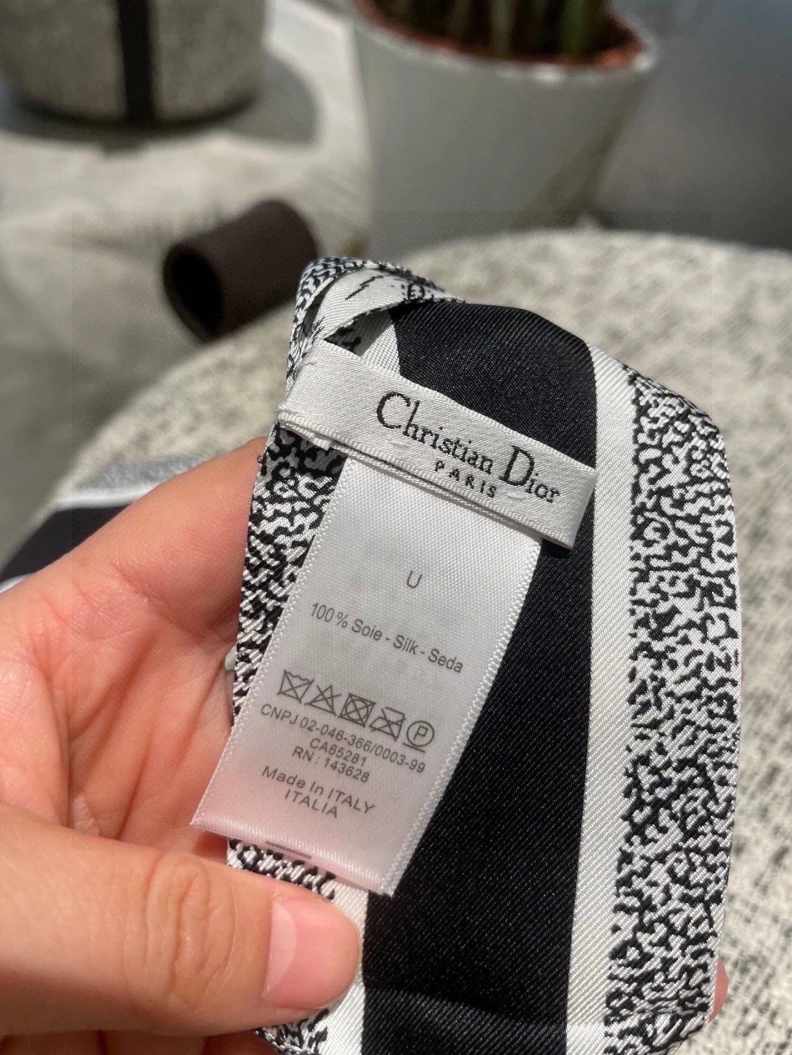 Christian Dior
PARIS
U
100% Soie - Silk - Seda
P
CNPJ 02-046-366/0003-99
CA65281
RN : 143628
Made In ITALY
ITALIA